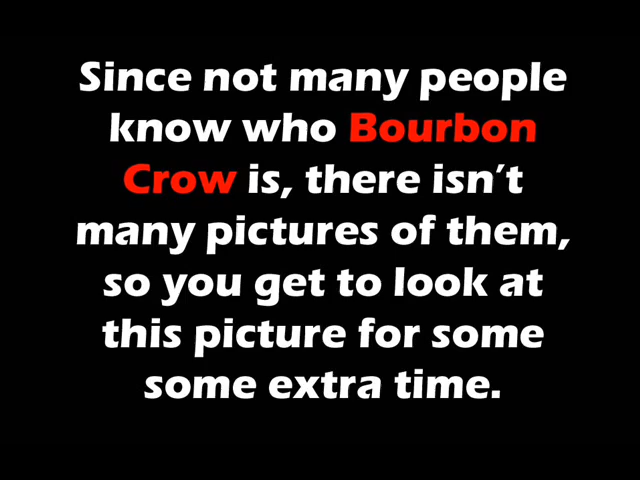 Since not many people
know who Bourbon
Crow is, there isn’t
many pictures of them,
so you get to look at
this picture for some
some extra time.